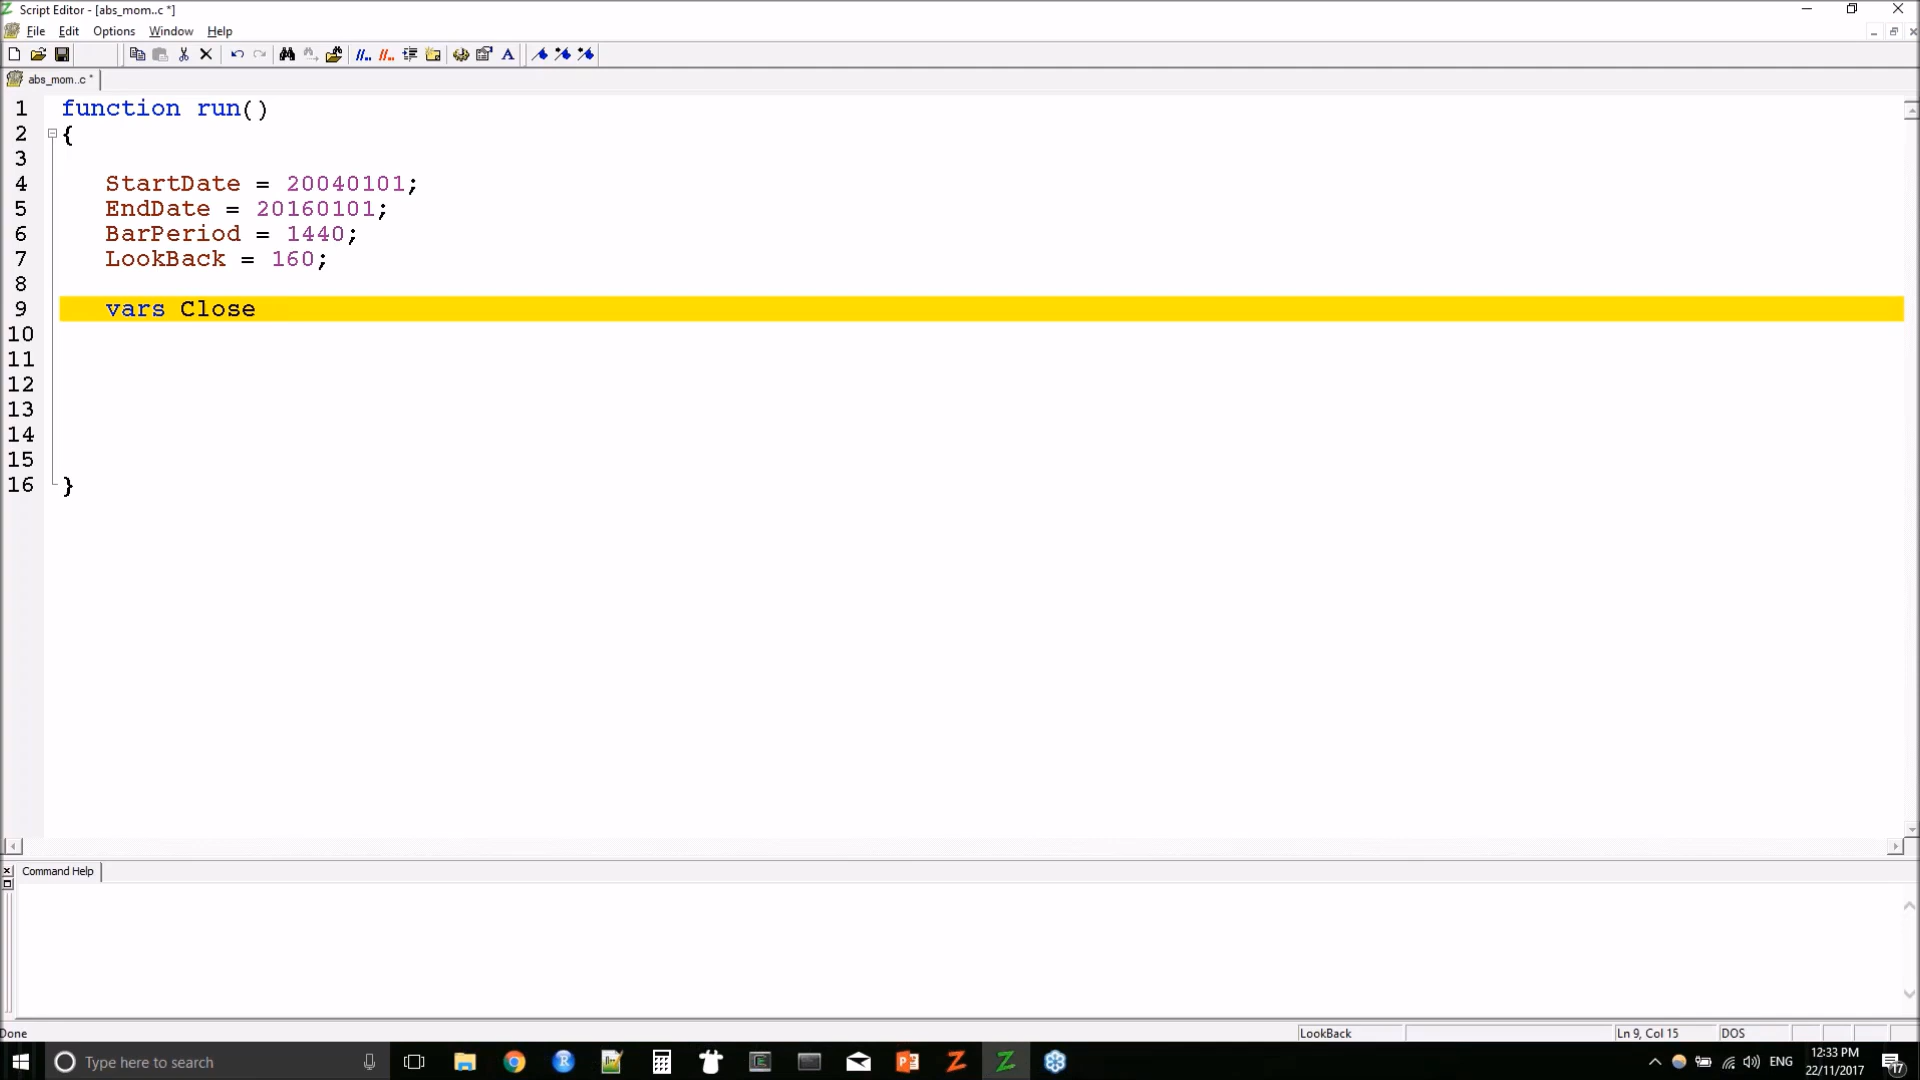 Script Editor - [abs_mom..c *]
File Edit Options Window Help
abs_mom..c *
1 function run()
2 {
3
4 StartDate = 20040101;
5 EndDate = 20160101;
6 BarPeriod = 1440;
7 LookBack = 160;
8
9 vars Close
10
11
12
13
14
15
16 }
Command Help
Done LookBack Ln 9, Col 15 DOS
Type here to search ENG 12:33 PM
22/11/2017 17